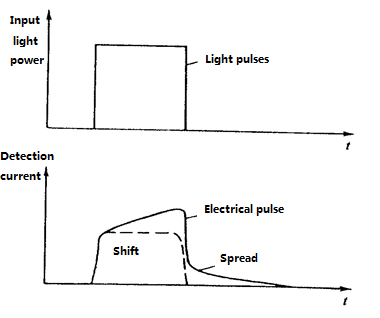 Input
light
power
Light pulses
t
Detection
current
Electrical pulse
Shift
Spread
t